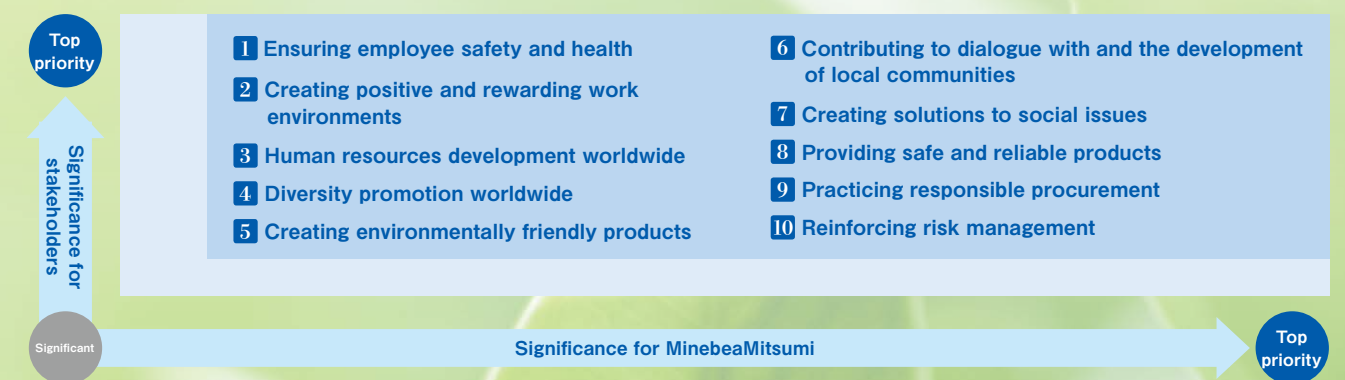 Top
priority
Significance for
stakeholders
Significant
1 Ensuring employee safety and health
2 Creating positive and rewarding work
environments
3 Human resources development worldwide
4 Diversity promotion worldwide
5 Creating environmentally friendly products
6 Contributing to dialogue with and the development
of local communities
7 Creating solutions to social issues
8 Providing safe and reliable products
9 Practicing responsible procurement
10 Reinforcing risk management
Significance for MinebeaMitsumi
Top
priority